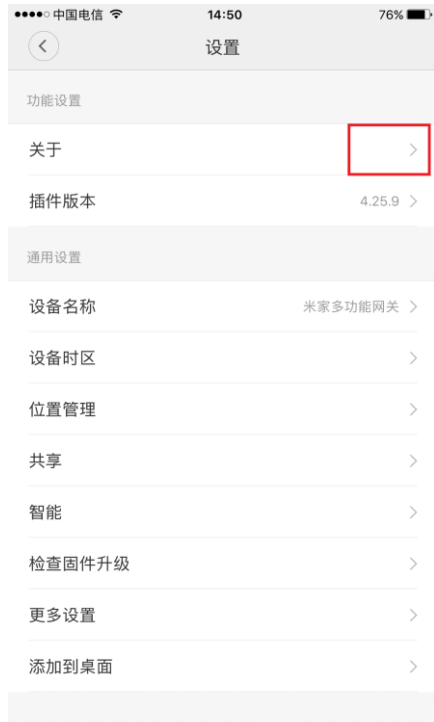 中国电信 14:50 76%
设置
功能设置
关于
插件版本 4.25.9
通用设置
设备名称 米家多功能网关
设备时区
位置管理
共享
智能
检查固件升级
更多设置
添加到桌面